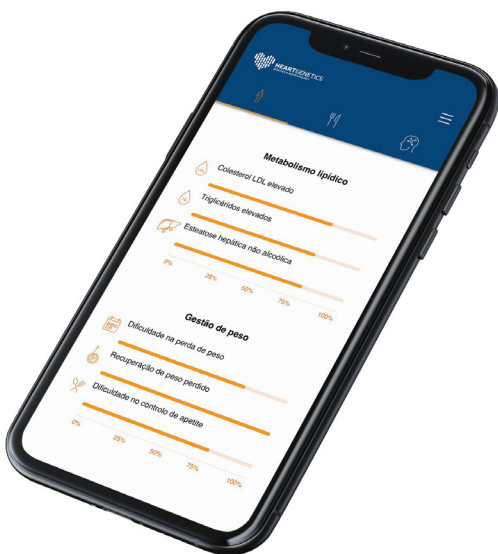 HEARTGENETICS
Metabolismo lipídico
Colesterol LDL elevado
Triglicéridos elevados
Esteatose hepática não alcoólica
0% 25% 50% 75% 100%
Gestão de peso
Dificuldade na perda de peso
Recuperação de peso perdido
Dificuldade no controlo de apetite
0% 25% 50% 75% 100%